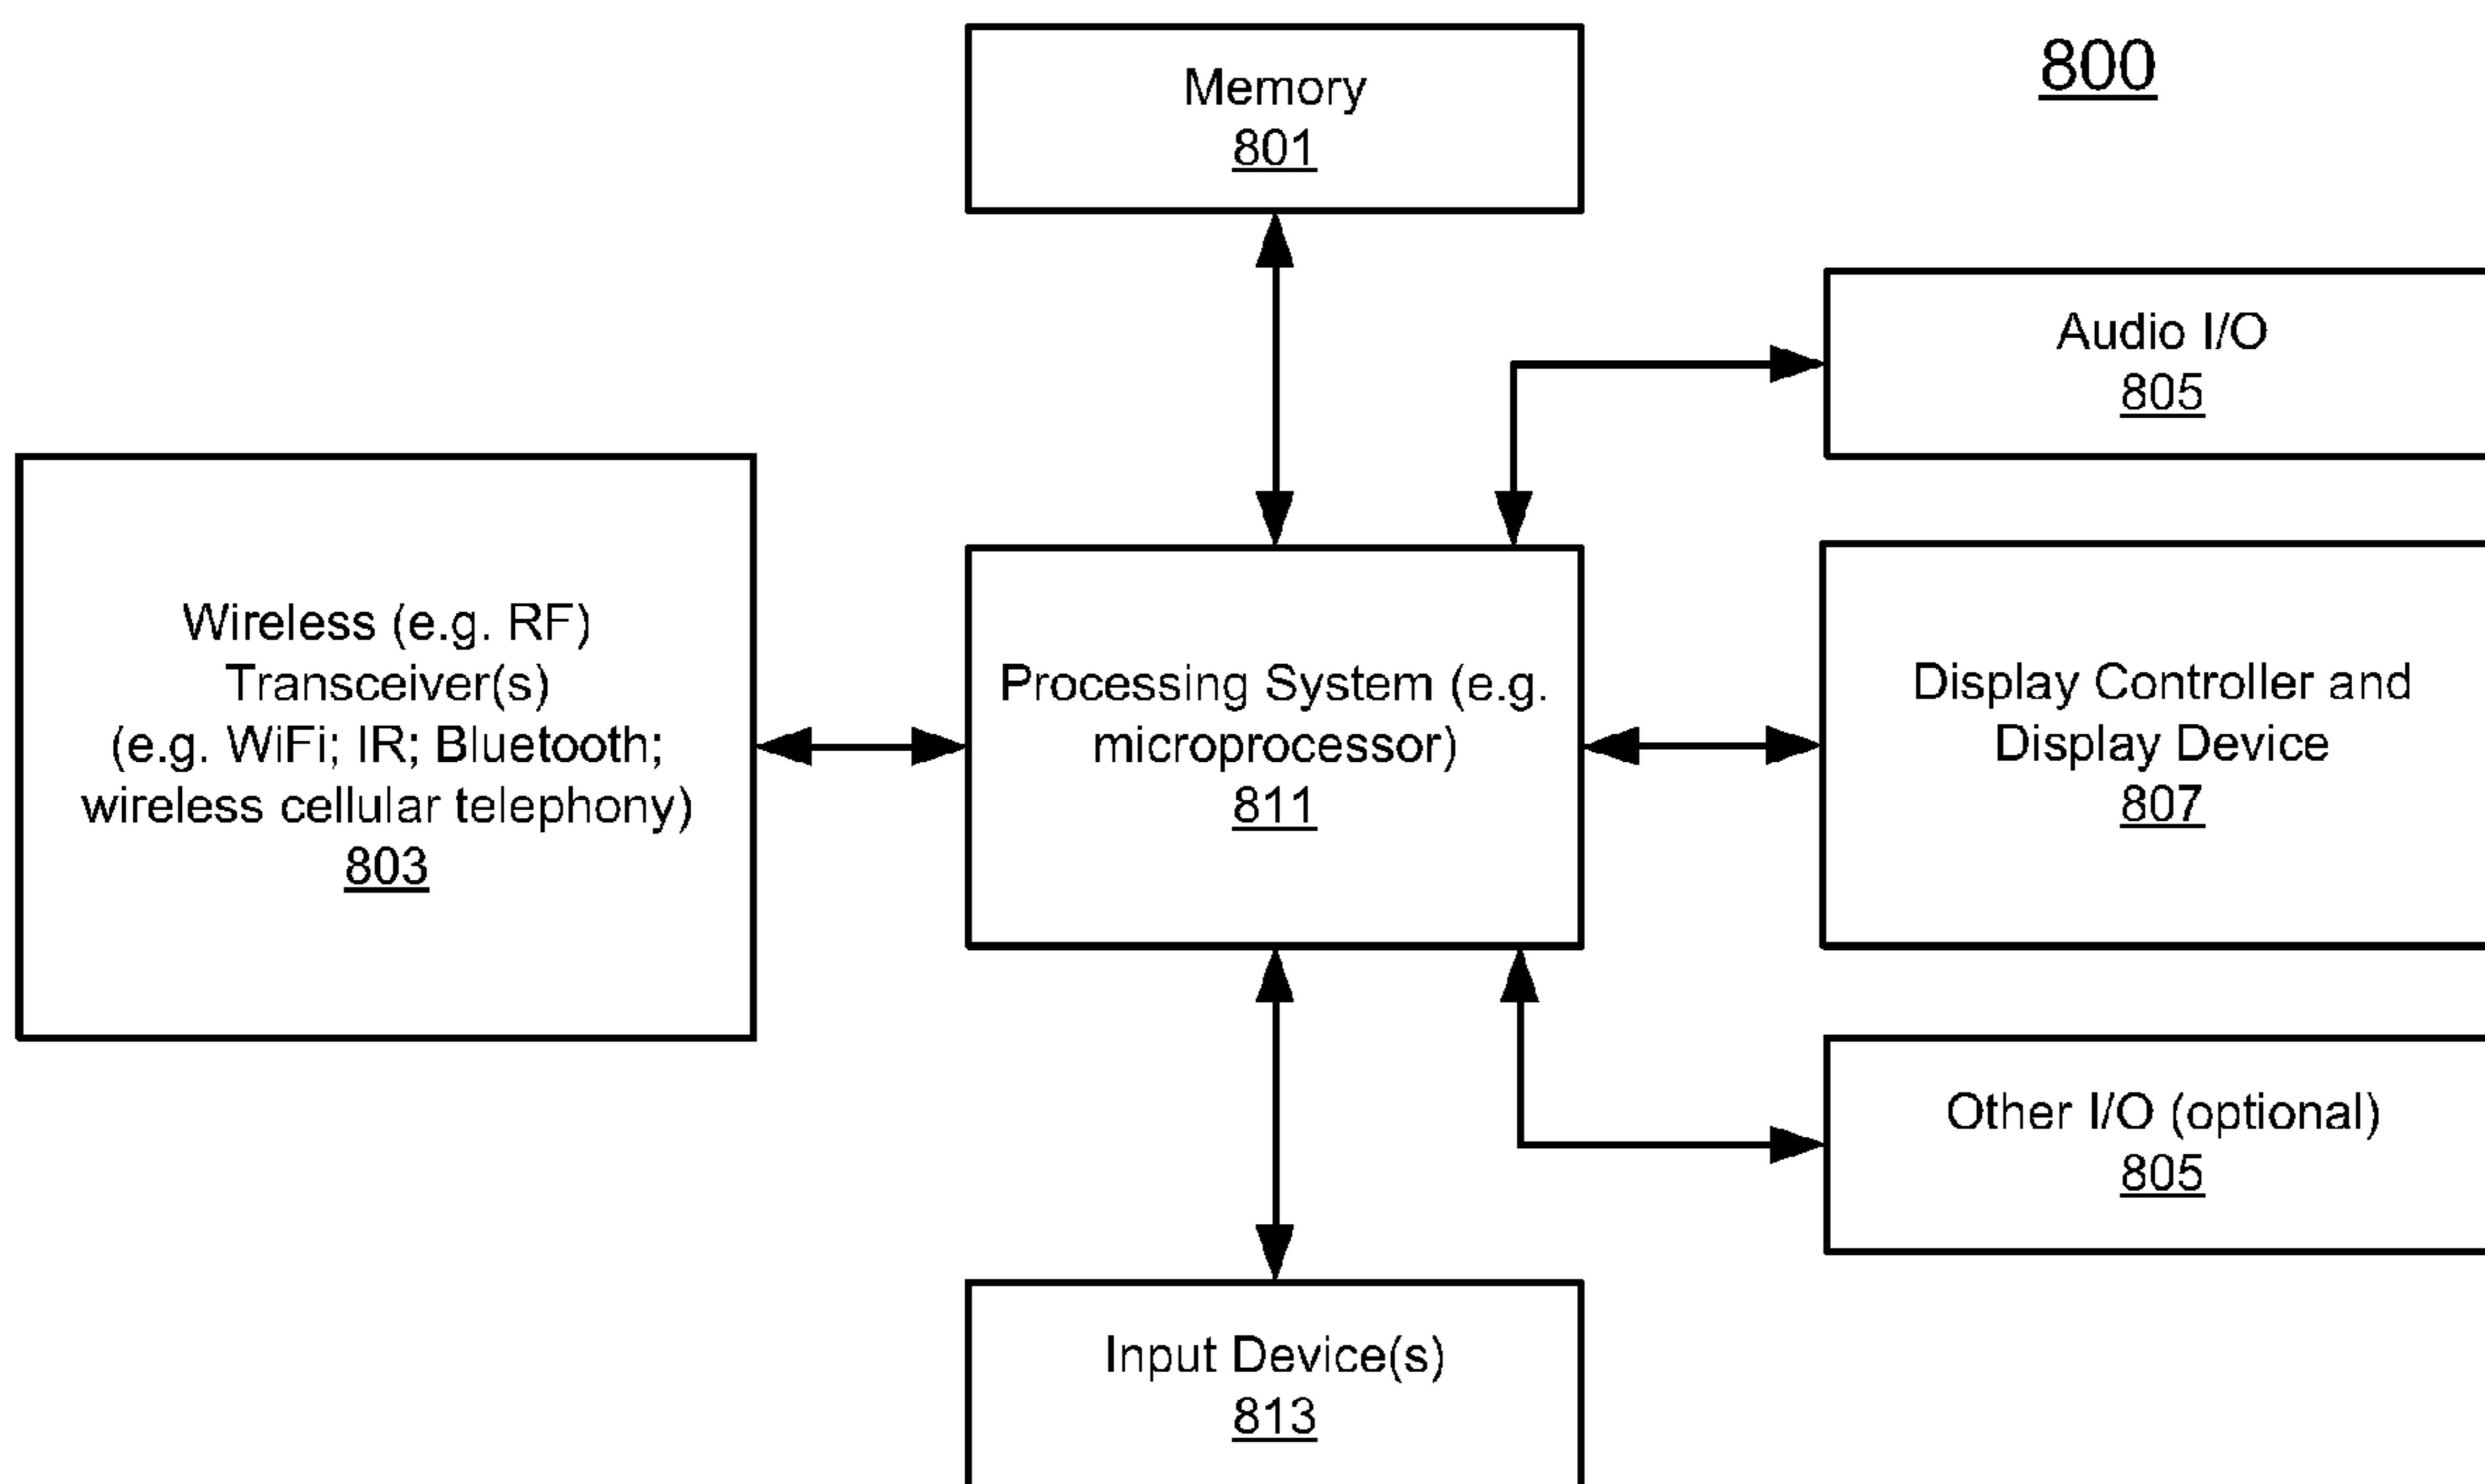 Memory
801
800
Audio I/O
805
Wireless (e.g. RF)
Transceiver(s)
(e.g. WiFi; IR; Bluetooth;
wireless cellular telephony)
803
Processing System (e.g.
microprocessor)
811
Display Controller and
Display Device
807
Other I/O (optional)
805
Input Device(s)
813